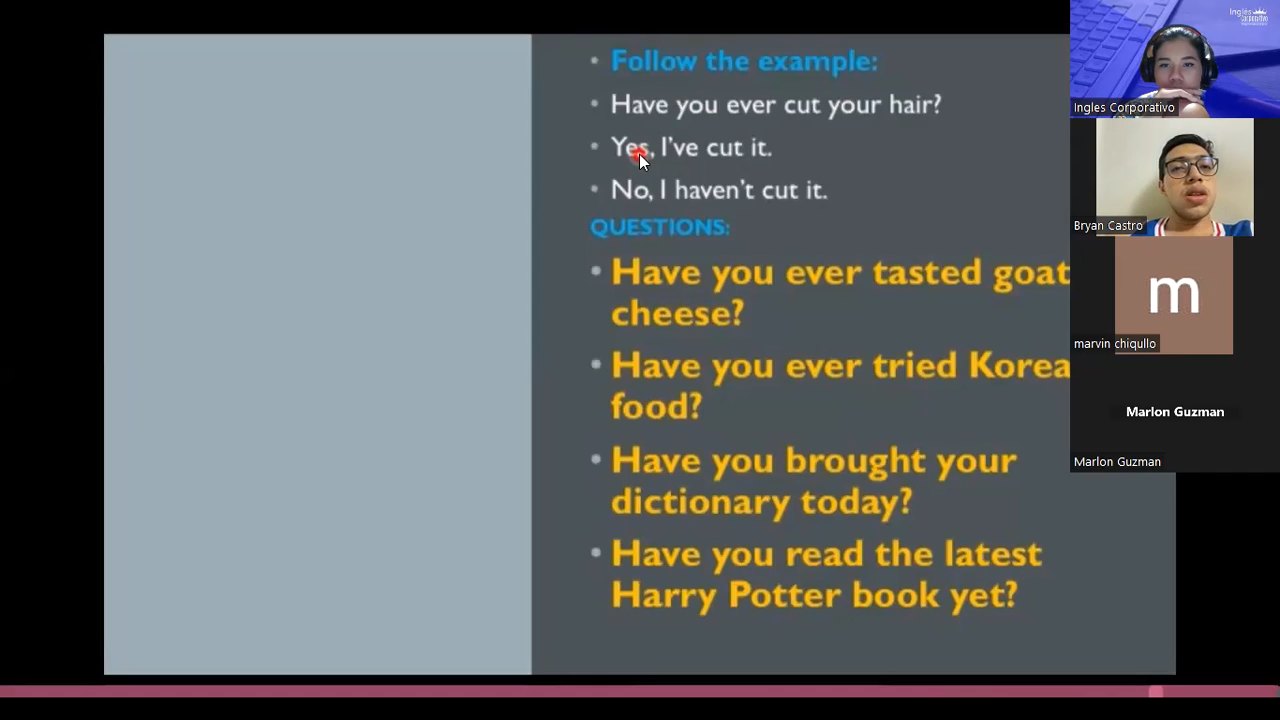 Follow the example:
Have you ever cut your hair?
Yes, I've cut it.
No, I haven't cut it.
QUESTIONS:
Have you ever tasted goat
cheese?
Have you ever tried Korea
food?
Have you brought your
dictionary today?
Have you read the latest
Harry Potter book yet?
Inglés
Corporativo
Ingles Corporativo
Bryan Castro
m
marvin chiqullo
Marlon Guzman
Marlon Guzman